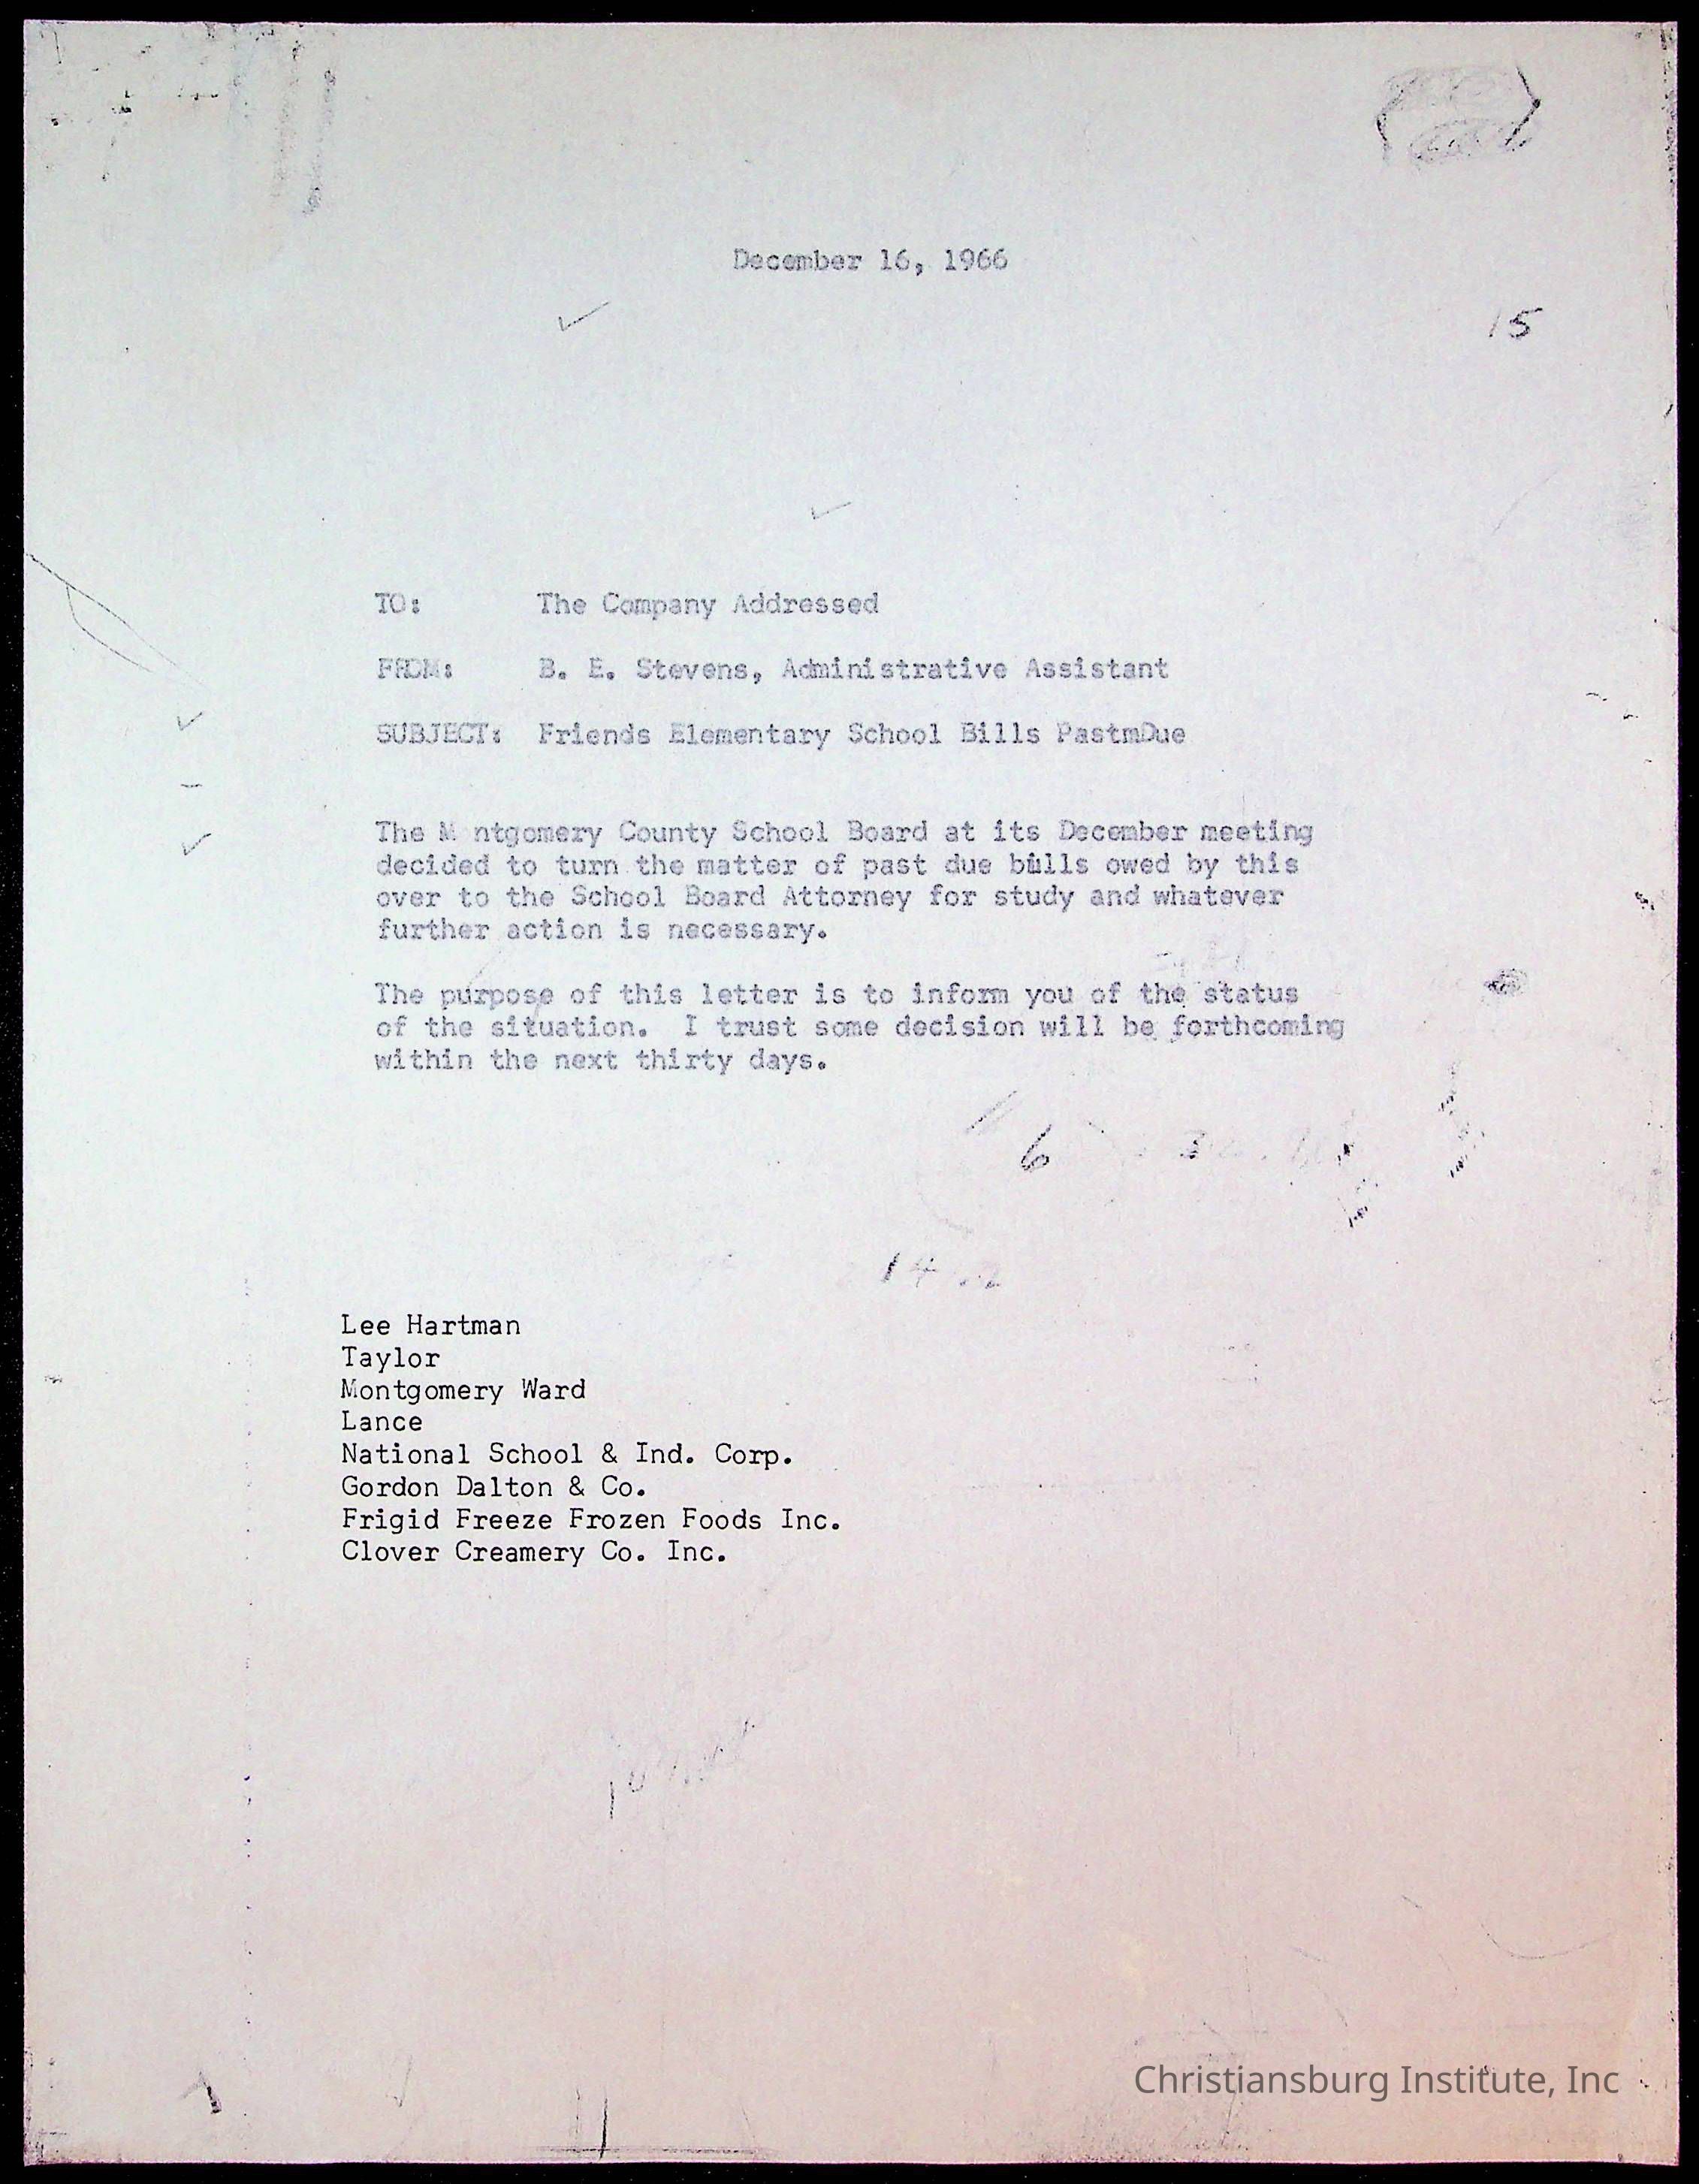 December 16, 1966
15
TO: The Company Addressed
FROM: B. E. Stevens, Administrative Assistant
SUBJECT: Friends Elementary School Bills PastmDue
The M ntgomery County School Board at its December meeting
decided to turn the matter of past due bills owed by this
over to the School Board Attorney for study and whatever
further action is necessary.
The purpose of this letter is to inform you of the status
of the situation. I trust some decision will be forthcoming
within the next thirty days.
6
14
Lee Hartman
Taylor
Montgomery Ward
Lance
National School & Ind. Corp.
Gordon Dalton & Co.
Frigid Freeze Frozen Foods Inc.
Clover Creamery Co. Inc.
Christiansburg Institute, Inc